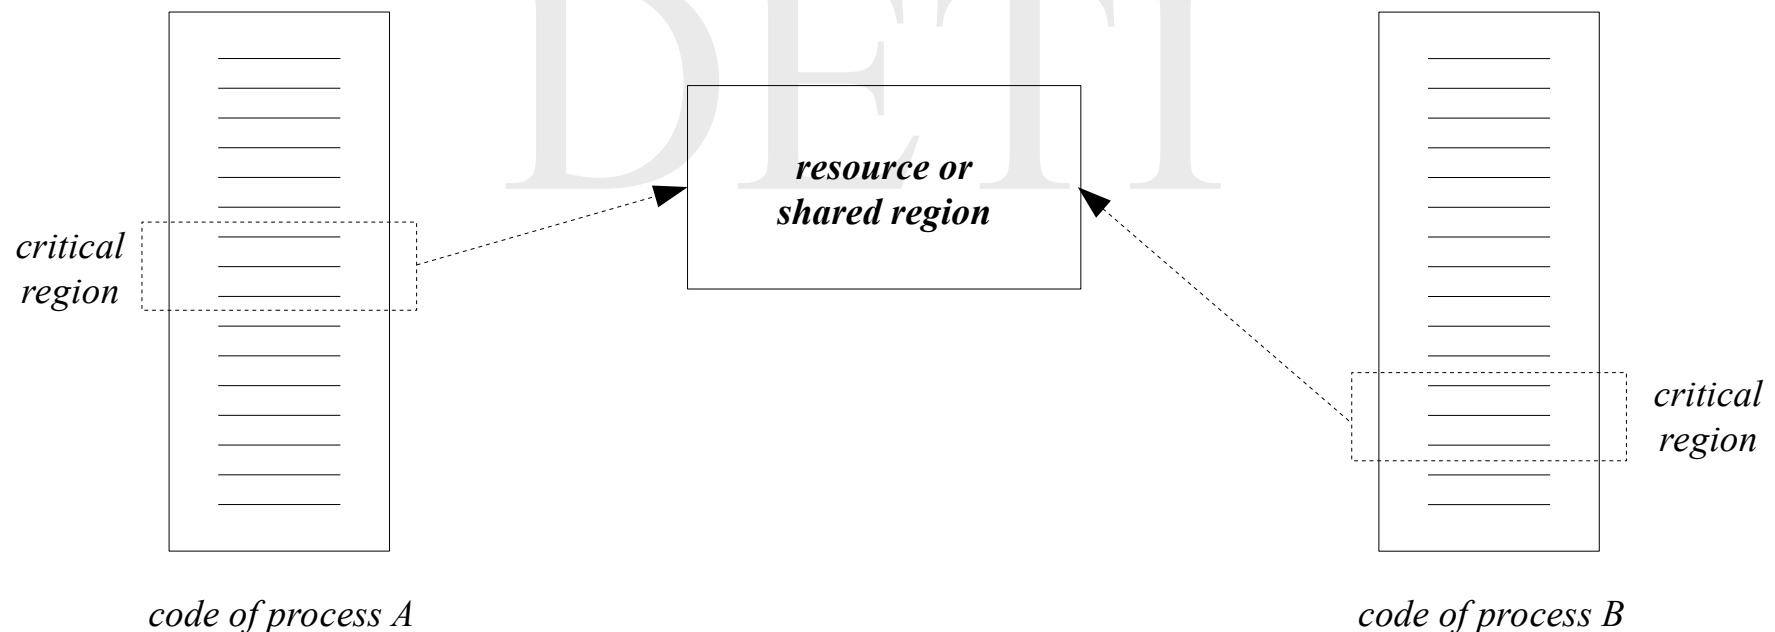 DETI
resource or
shared region
critical
region
critical
region
code of process A
code of process B